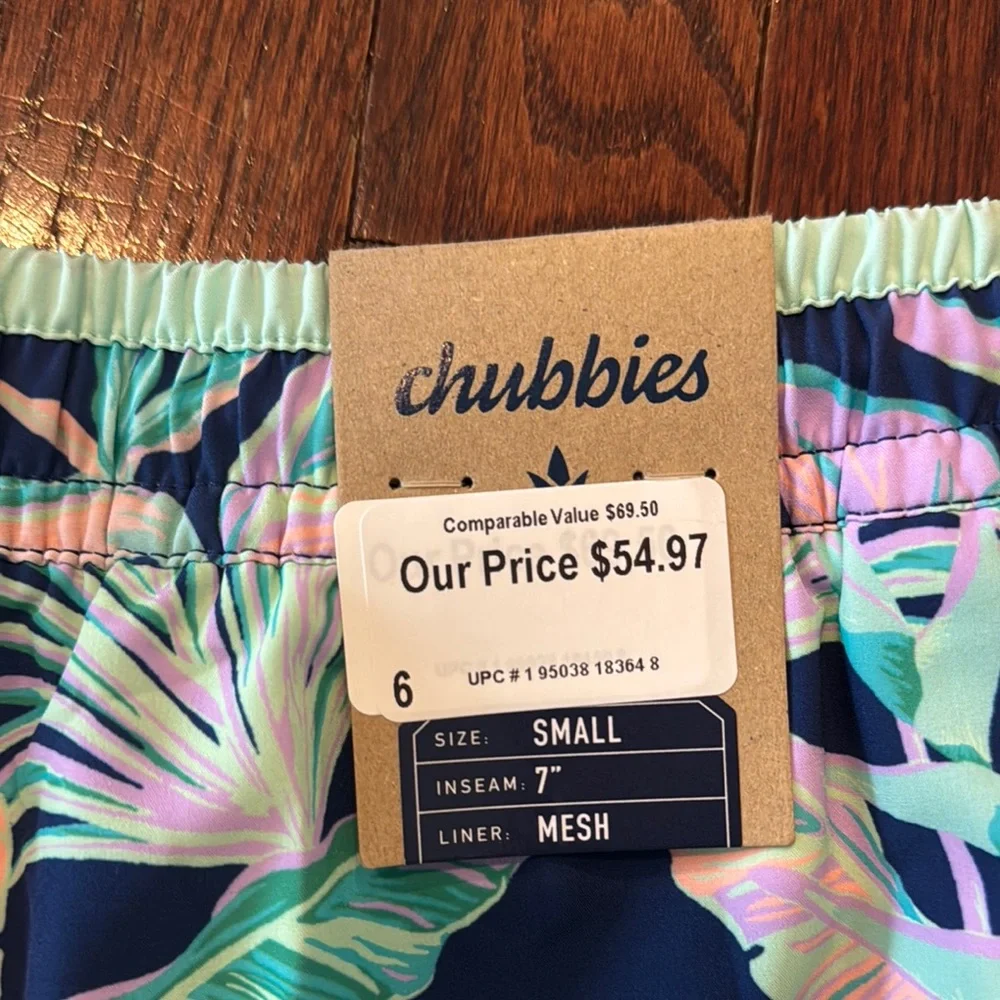 chubbies
Comparable Value $69.50
Our Price $54.97
6 UPC # 1 95038 18364 8
SIZE: SMALL
INSEAM: 7"
LINER: MESH